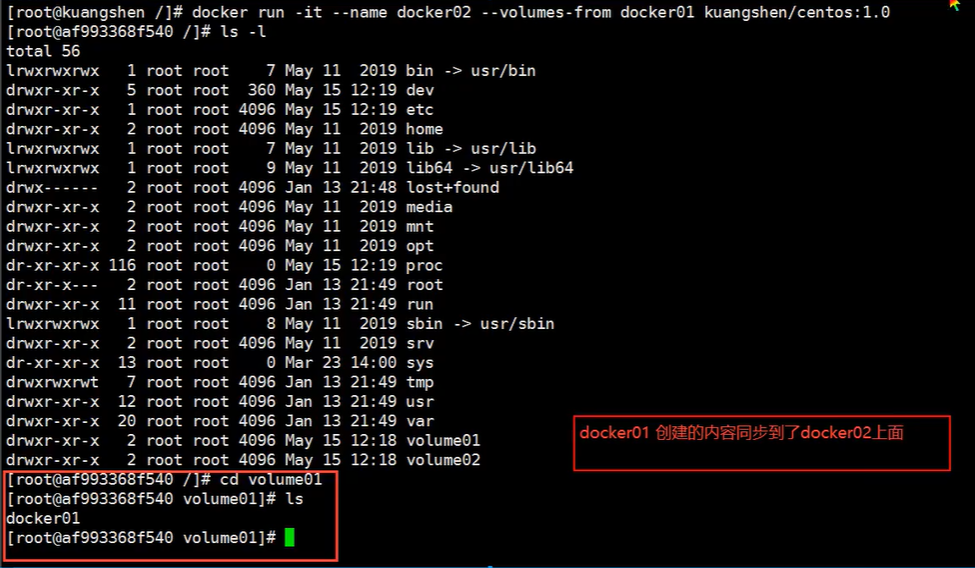 [root@kuangshen /]# docker run -it --name docker02 --volumes-from docker01 kuangshen/centos:1.0
[root@af993368f540 /]# ls -l
total 56
lrwxrwxrwx   1 root root    7 May 11  2019 bin -> usr/bin
drwxr-xr-x   5 root root  360 May 15 12:19 dev
drwxr-xr-x   1 root root 4096 May 15 12:19 etc
drwxr-xr-x   2 root root 4096 May 11  2019 home
lrwxrwxrwx   1 root root    7 May 11  2019 lib -> usr/lib
lrwxrwxrwx   1 root root    9 May 11  2019 lib64 -> usr/lib64
drwx------   2 root root 4096 Jan 13 21:48 lost+found
drwxr-xr-x   2 root root 4096 May 11  2019 media
drwxr-xr-x   2 root root 4096 May 11  2019 mnt
drwxr-xr-x   2 root root 4096 May 11  2019 opt
dr-xr-xr-x 116 root root    0 May 15 12:19 proc
dr-xr-x---   2 root root 4096 Jan 13 21:49 root
drwxr-xr-x  11 root root 4096 Jan 13 21:49 run
lrwxrwxrwx   1 root root    8 May 11  2019 sbin -> usr/sbin
drwxr-xr-x   2 root root 4096 May 11  2019 srv
dr-xr-xr-x  13 root root    0 Mar 23 14:00 sys
drwxrwxrwt   7 root root 4096 Jan 13 21:49 tmp
drwxr-xr-x  12 root root 4096 Jan 13 21:49 usr
drwxr-xr-x  20 root root 4096 Jan 13 21:49 var
drwxr-xr-x   2 root root 4096 May 15 12:18 volume01
drwxr-xr-x   2 root root 4096 May 15 12:18 volume02
docker01 创建的内容同步到了docker02上面
[root@af993368f540 /]# cd volume01
[root@af993368f540 volume01]# ls
docker01
[root@af993368f540 volume01]#